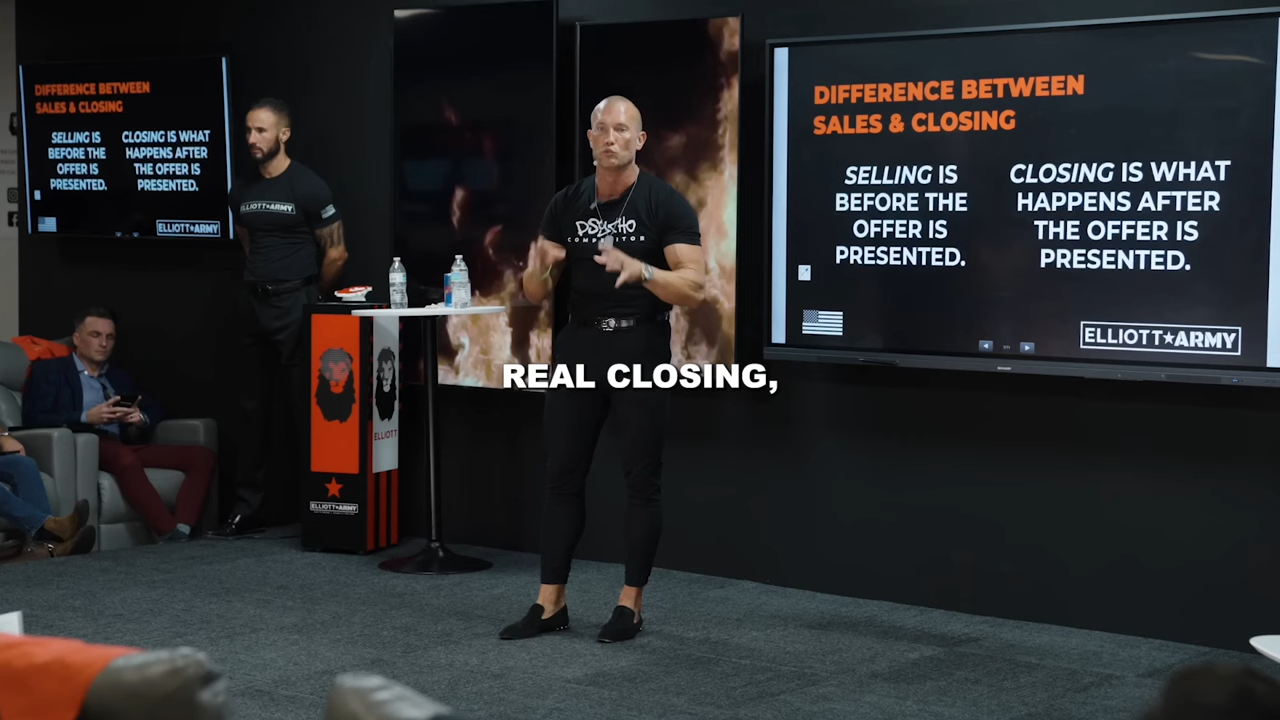 DIFFERENCE BETWEEN
SALES & CLOSING
SELLING IS
BEFORE THE
OFFER IS
PRESENTED.
CLOSING IS WHAT
HAPPENS AFTER
THE OFFER IS
PRESENTED.
ELLIOTT★ARMY
ELLIOTT★ARMY
PSYCHO
COMPETITOR
DIFFERENCE BETWEEN
SALES & CLOSING
SELLING IS
BEFORE THE
OFFER IS
PRESENTED.
CLOSING IS WHAT
HAPPENS AFTER
THE OFFER IS
PRESENTED.
ELLIOTT★ARMY
REAL CLOSING,
ELLIOTT
ELLIOTT★ARMY